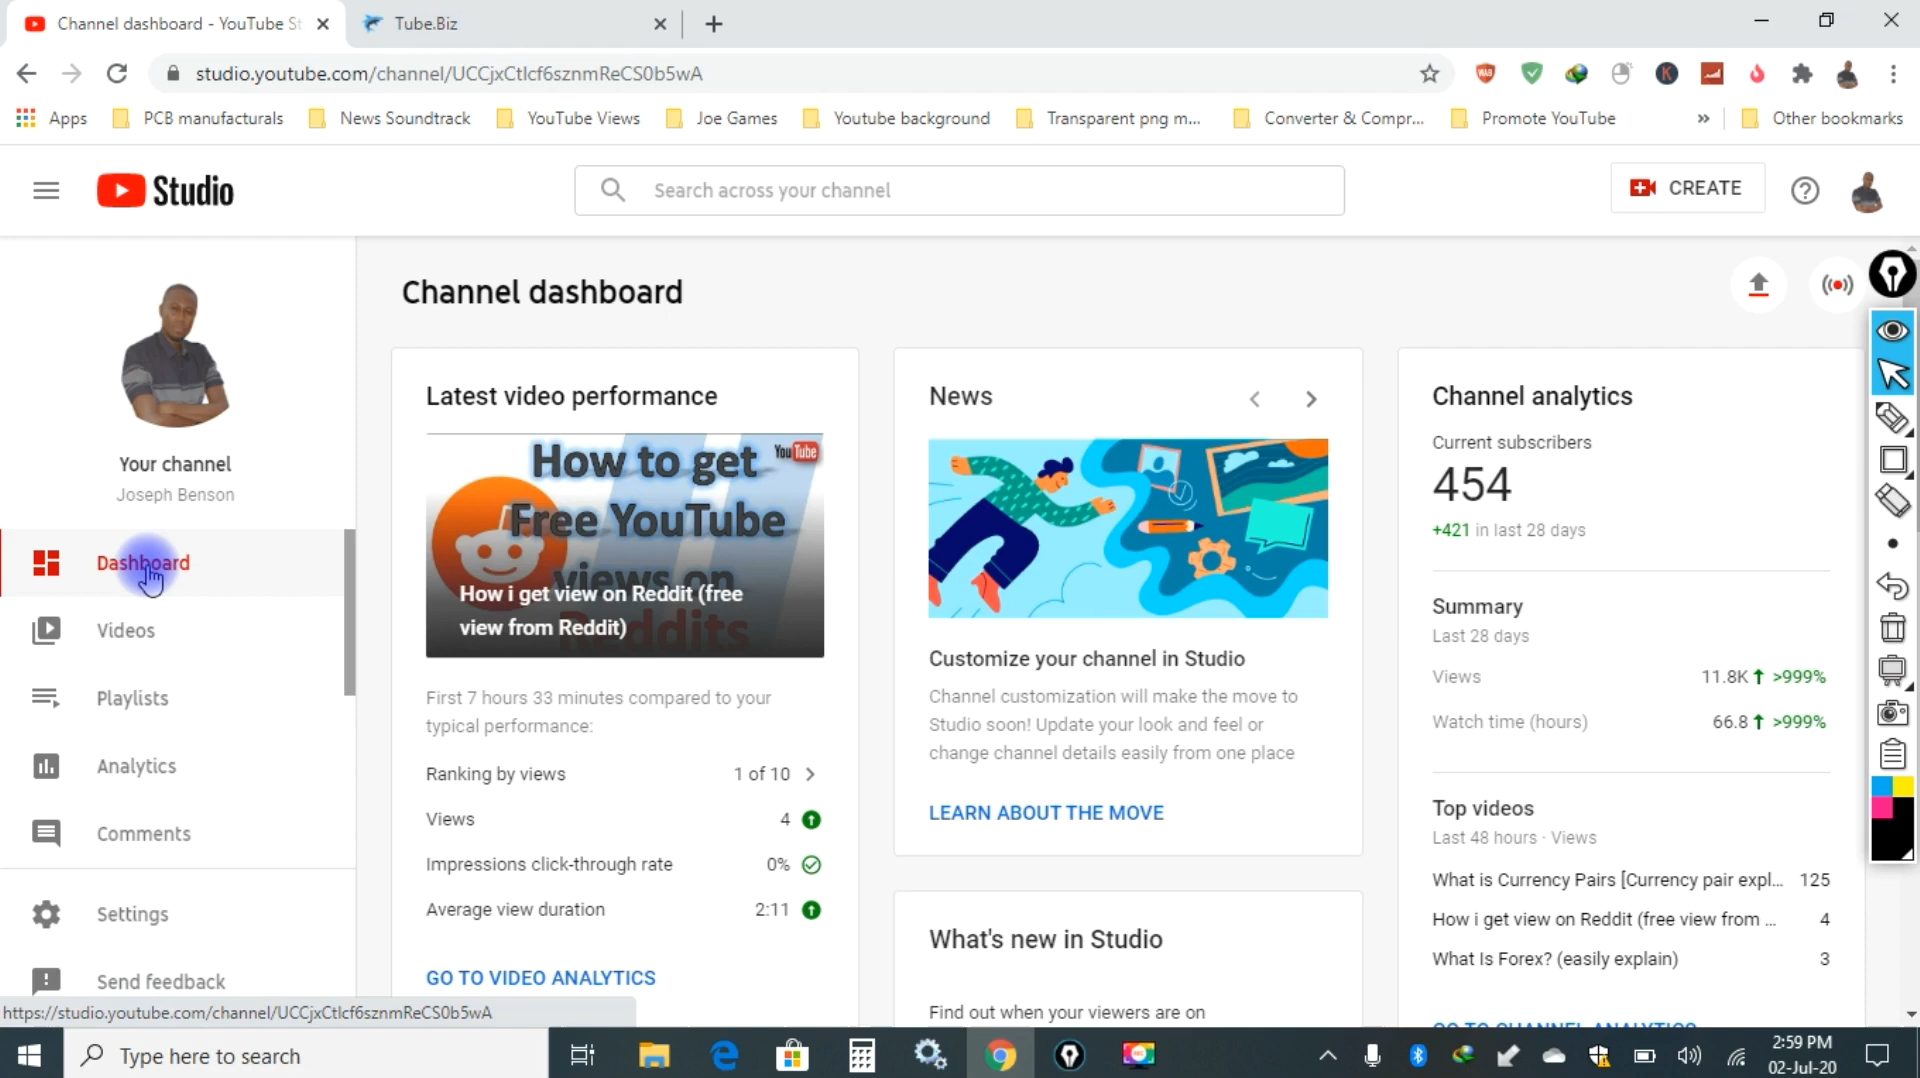 Channel dashboard - YouTube St
Tube.Biz
studio.youtube.com/channel/UCCjxCtlcf6sznmReCS0b5wA
Apps
PCB manufacturals
News Soundtrack
YouTube Views
Joe Games
Youtube background
Transparent png m...
Converter & Compr...
Promote YouTube
Other bookmarks
Studio
Search across your channel
CREATE
Your channel
Joseph Benson
Dashboard
Videos
Playlists
Analytics
Comments
Settings
Send feedback
https://studio.youtube.com/channel/UCCjxCtlcf6sznmReCS0b5wA
Channel dashboard
Latest video performance
How to get
YouTube
Free YouTube
views on
Reddits
How i get view on Reddit (free
view from Reddit)
First 7 hours 33 minutes compared to your
typical performance:
Ranking by views 1 of 10
Views 4
Impressions click-through rate 0%
Average view duration 2:11
GO TO VIDEO ANALYTICS
News
Customize your channel in Studio
Channel customization will make the move to
Studio soon! Update your look and feel or
change channel details easily from one place
LEARN ABOUT THE MOVE
What's new in Studio
Find out when your viewers are on
Channel analytics
Current subscribers
454
+421 in last 28 days
Summary
Last 28 days
Views 11.8K >999%
Watch time (hours) 66.8 >999%
Top videos
Last 48 hours · Views
What is Currency Pairs [Currency pair expl... 125
How i get view on Reddit (free view from ... 4
What Is Forex? (easily explain) 3
GO TO CHANNEL ANALYTICS
Type here to search
2:59 PM
02-Jul-20